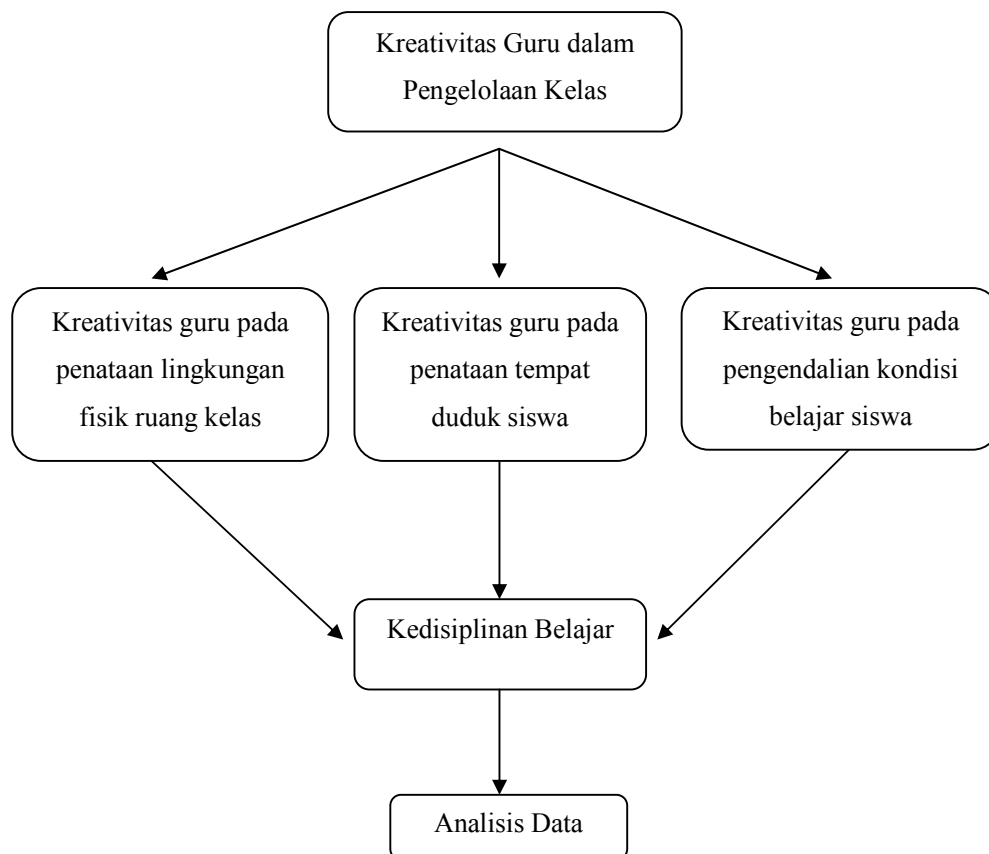 Kreativitas Guru dalam
Pengelolaan Kelas
Kreativitas guru pada
penataan lingkungan
fisik ruang kelas
Kreativitas guru pada
penataan tempat
duduk siswa
Kreativitas guru pada
pengendalian kondisi
belajar siswa
Kedisiplinan Belajar
Analisis Data